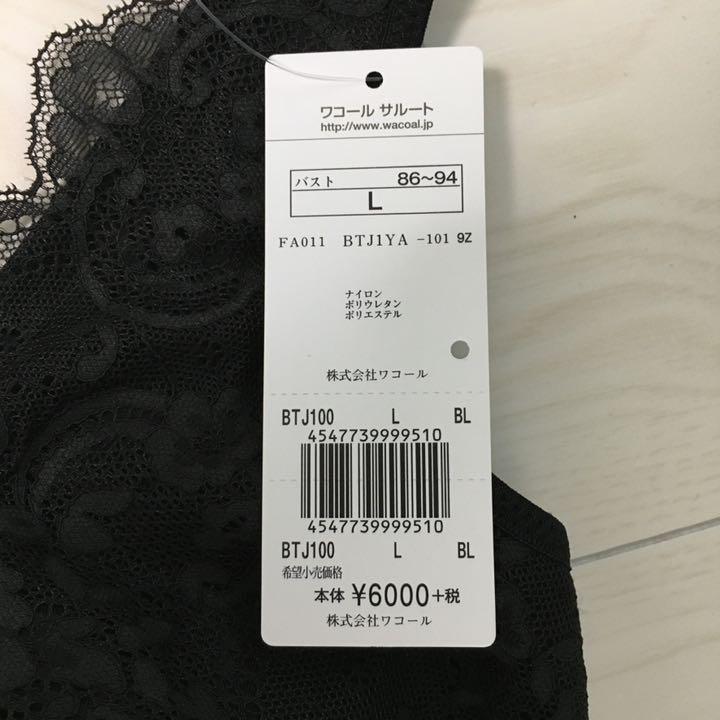 ワコール サルート
http://www.wacoal.jp
バスト 86~94
L
FA011 BTJ1YA -101 9Z
ナイロン
ポリウレタン
ポリエステル
株式会社ワコール
BTJ100 L BL
4547739999510
4547739999510
BTJ100 L BL
希望小売価格
本体 ¥6000+税
株式会社ワコール